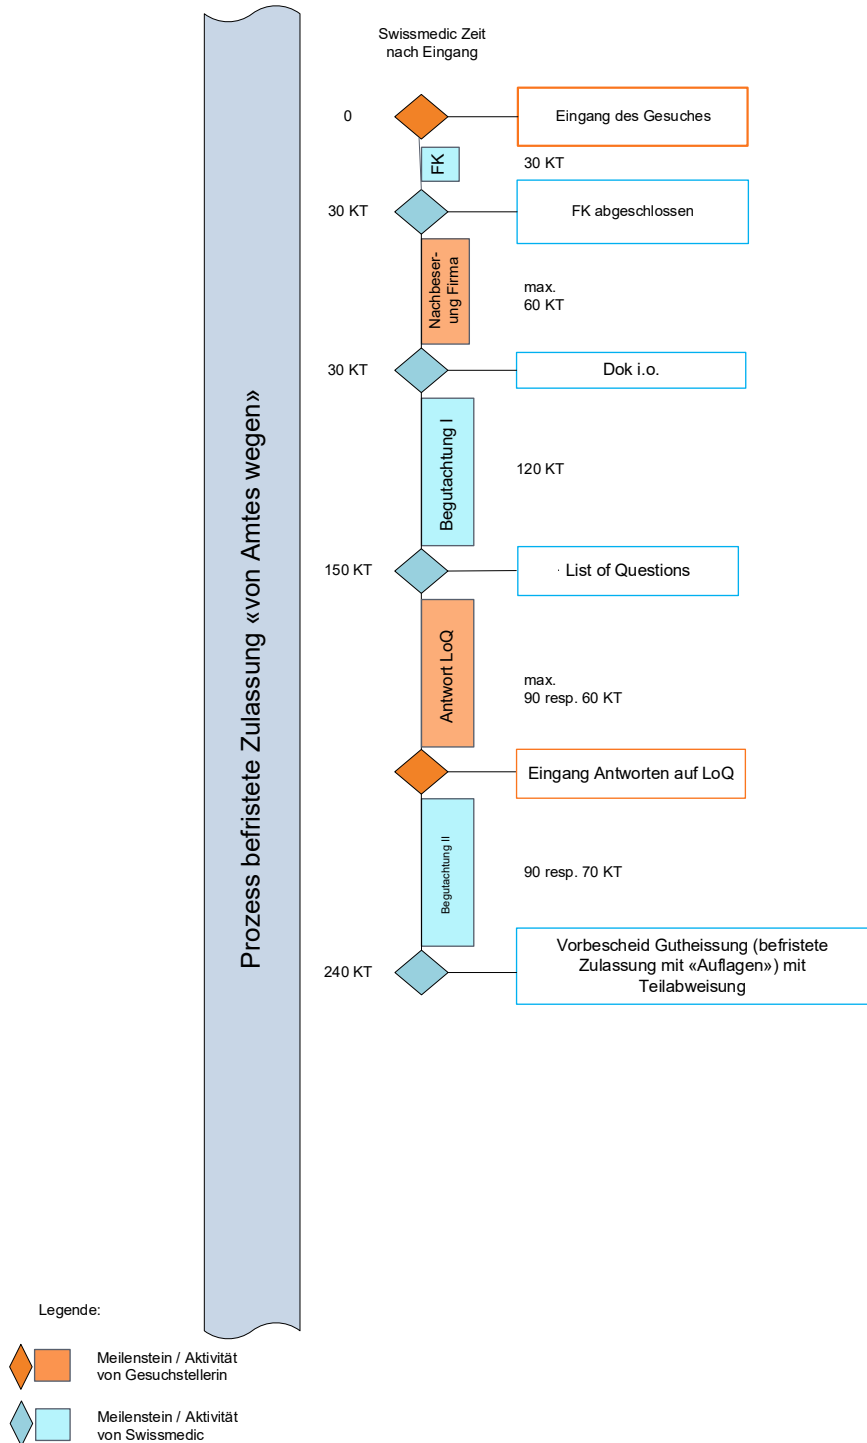 Swissmedic Zeit
nach Eingang
Prozess befristete Zulassung «von Amtes wegen»
0
Eingang des Gesuches
FK
30 KT
30 KT
FK abgeschlossen
Nachbeser-
ung Firma
max.
60 KT
30 KT
Dok i.o.
Begutachtung I
120 KT
150 KT
· List of Questions
Antwort LoQ
max.
90 resp. 60 KT
Eingang Antworten auf LoQ
Begutachtung II
90 resp. 70 KT
240 KT
Vorbescheid Gutheissung (befristete
Zulassung mit «Auflagen») mit
Teilabweisung
Legende:
Meilenstein / Aktivität
von Gesuchstellerin
Meilenstein / Aktivität
von Swissmedic